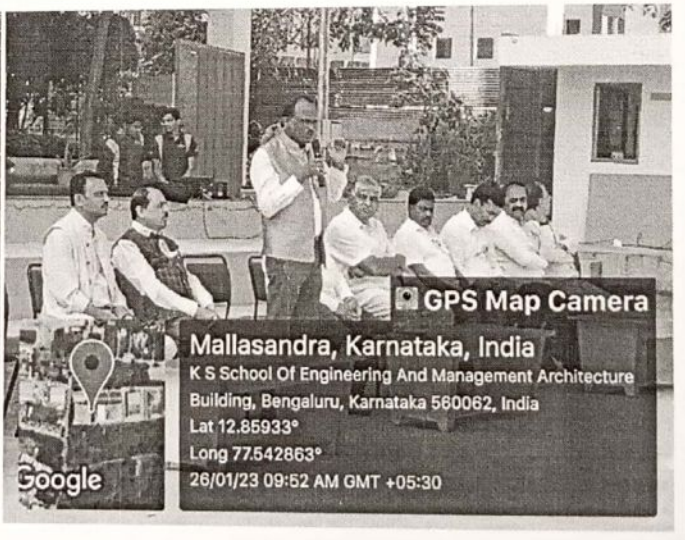 GPS Map Camera
Mallasandra, Karnataka, India
K S School Of Engineering And Management Architecture
Building, Bengaluru, Karnataka 560062, India
Lat 12.85933°
Long 77.542863°
26/01/23 09:52 AM GMT +05:30
Google